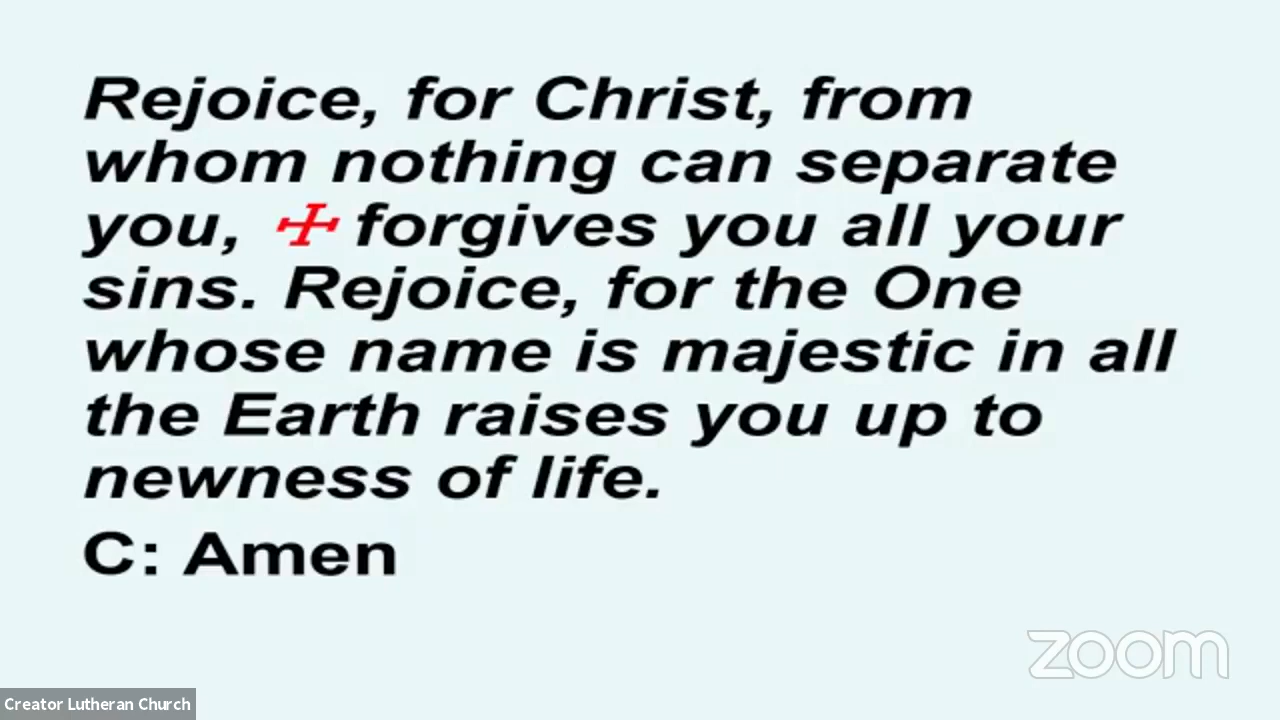 Rejoice, for Christ, from
whom nothing can separate
you, ☩ forgives you all your
sins. Rejoice, for the One
whose name is majestic in all
the Earth raises you up to
newness of life.
C: Amen
zoom
Creator Lutheran Church